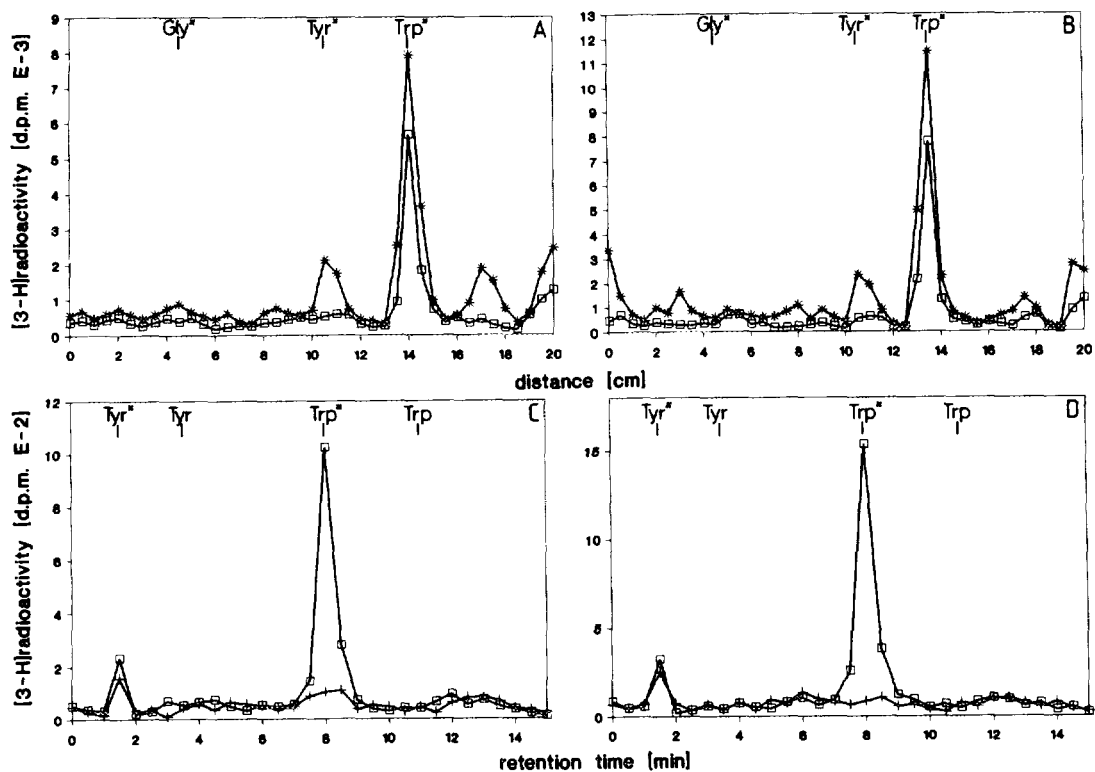 [3-H]radioactivity [d.p.m. E-3]
9
8
7
6
5
4
3
2
1
0
Gly*
Tyr*
Trp*
A
0 2 4 6 8 10 12 14 16 18 20
13
12
11
10
9
8
7
6
5
4
3
2
1
0
Gly*
Tyr*
Trp*
B
0 2 4 6 8 10 12 14 16 18 20
distance [cm]
[3-H]radioactivity [d.p.m. E-2]
12
10
8
6
4
2
0
Tyr*
Tyr
Trp*
Trp
C
0 2 4 6 8 10 12 14
15
10
5
0
Tyr*
Tyr
Trp*
Trp
D
0 2 4 6 8 10 12 14
retention time [min]